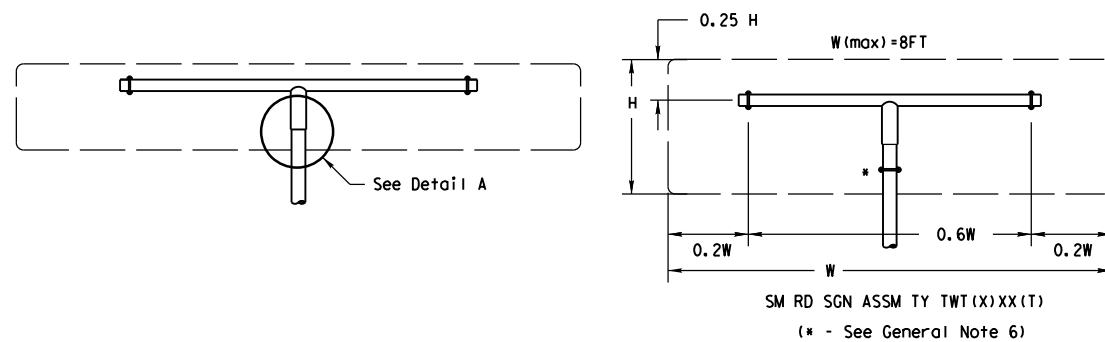 See Detail A
0.25 H
W(max)=8FT
H
*
0.2W
0.6W
0.2W
W
SM RD SGN ASSM TY TWT(X)XX(T)
(* - See General Note 6)